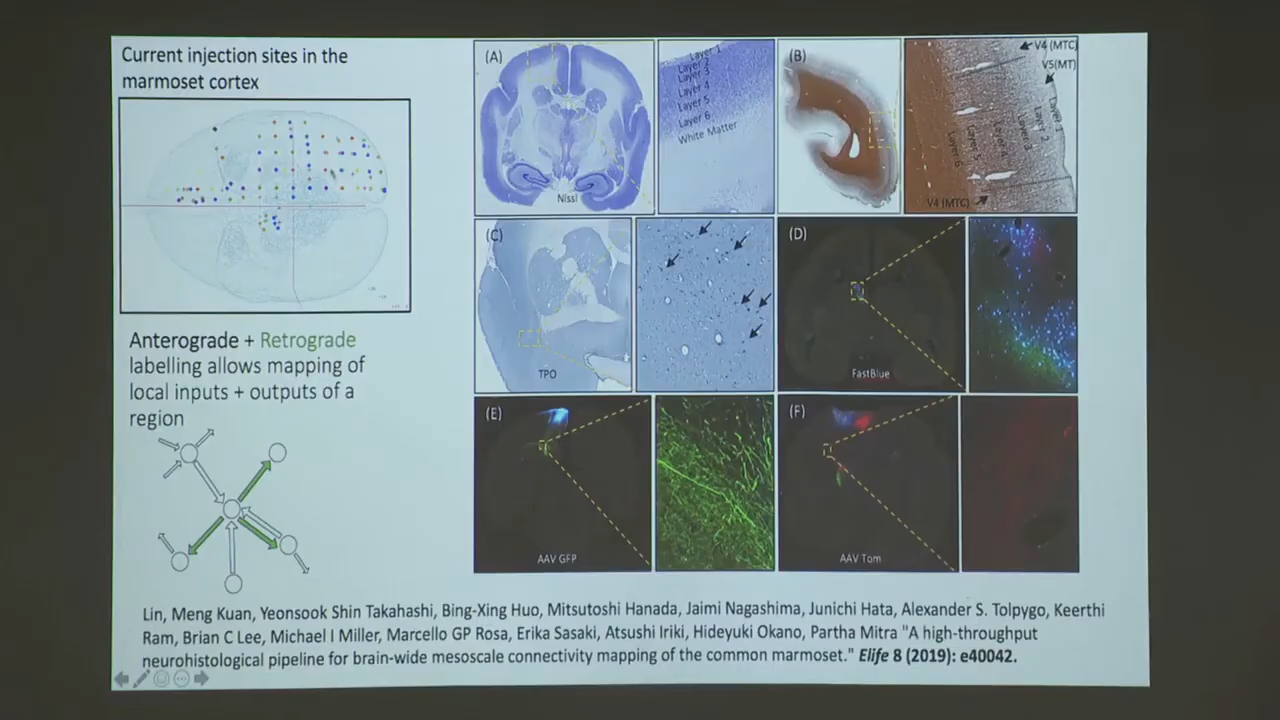 Current injection sites in the
marmoset cortex
Anterograde + Retrograde
labelling allows mapping of
local inputs + outputs of a
region
(A)
Nissl
Layer 1
Layer 2
Layer 3
Layer 4
Layer 5
Layer 6
White Matter
(B)
V4 (MTC)
V5(MT)
Layer 1
Layer 2
Layer 3
Layer 4
Layer 5
Layer 6
V4 (MTC)
(C)
TPO
(D)
FastBlue
(E)
AAV GFP
(F)
AAV Tom
Lin, Meng Kuan, Yeonsook Shin Takahashi, Bing-Xing Huo, Mitsutoshi Hanada, Jaimi Nagashima, Junichi Hata, Alexander S. Tolpygo, Keerthi
Ram, Brian C Lee, Michael I Miller, Marcello GP Rosa, Erika Sasaki, Atsushi Iriki, Hideyuki Okano, Partha Mitra "A high-throughput
neurohistological pipeline for brain-wide mesoscale connectivity mapping of the common marmoset." Elife 8 (2019): e40042.